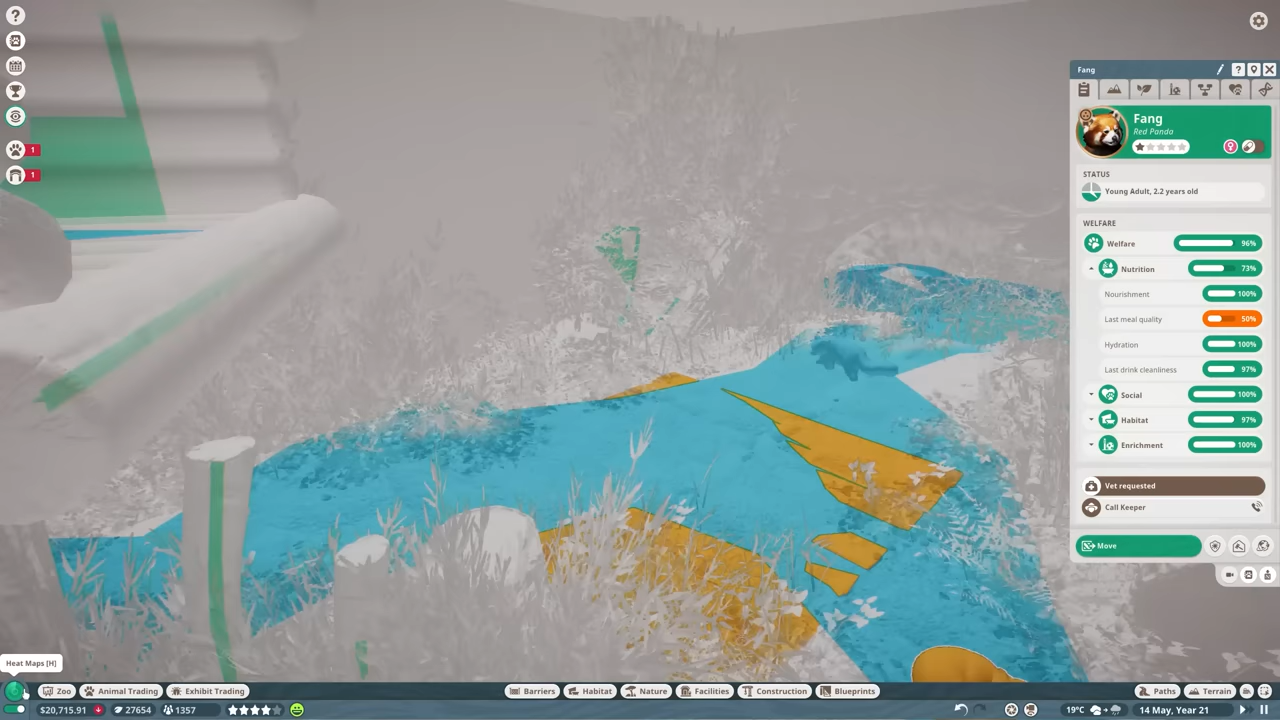 1
1
Fang
Fang
Red Panda
STATUS
Young Adult, 2.2 years old
WELFARE
Welfare 96%
Nutrition 73%
Nourishment 100%
Last meal quality 50%
Hydration 100%
Last drink cleanliness 97%
Social 100%
Habitat 97%
Enrichment 100%
Vet requested
Call Keeper
Move
Heat Maps [H]
Zoo Animal Trading Exhibit Trading Barriers Habitat Nature Facilities Construction Blueprints Paths Terrain
$20,715.91 27654 1357 19°C 14 May, Year 21